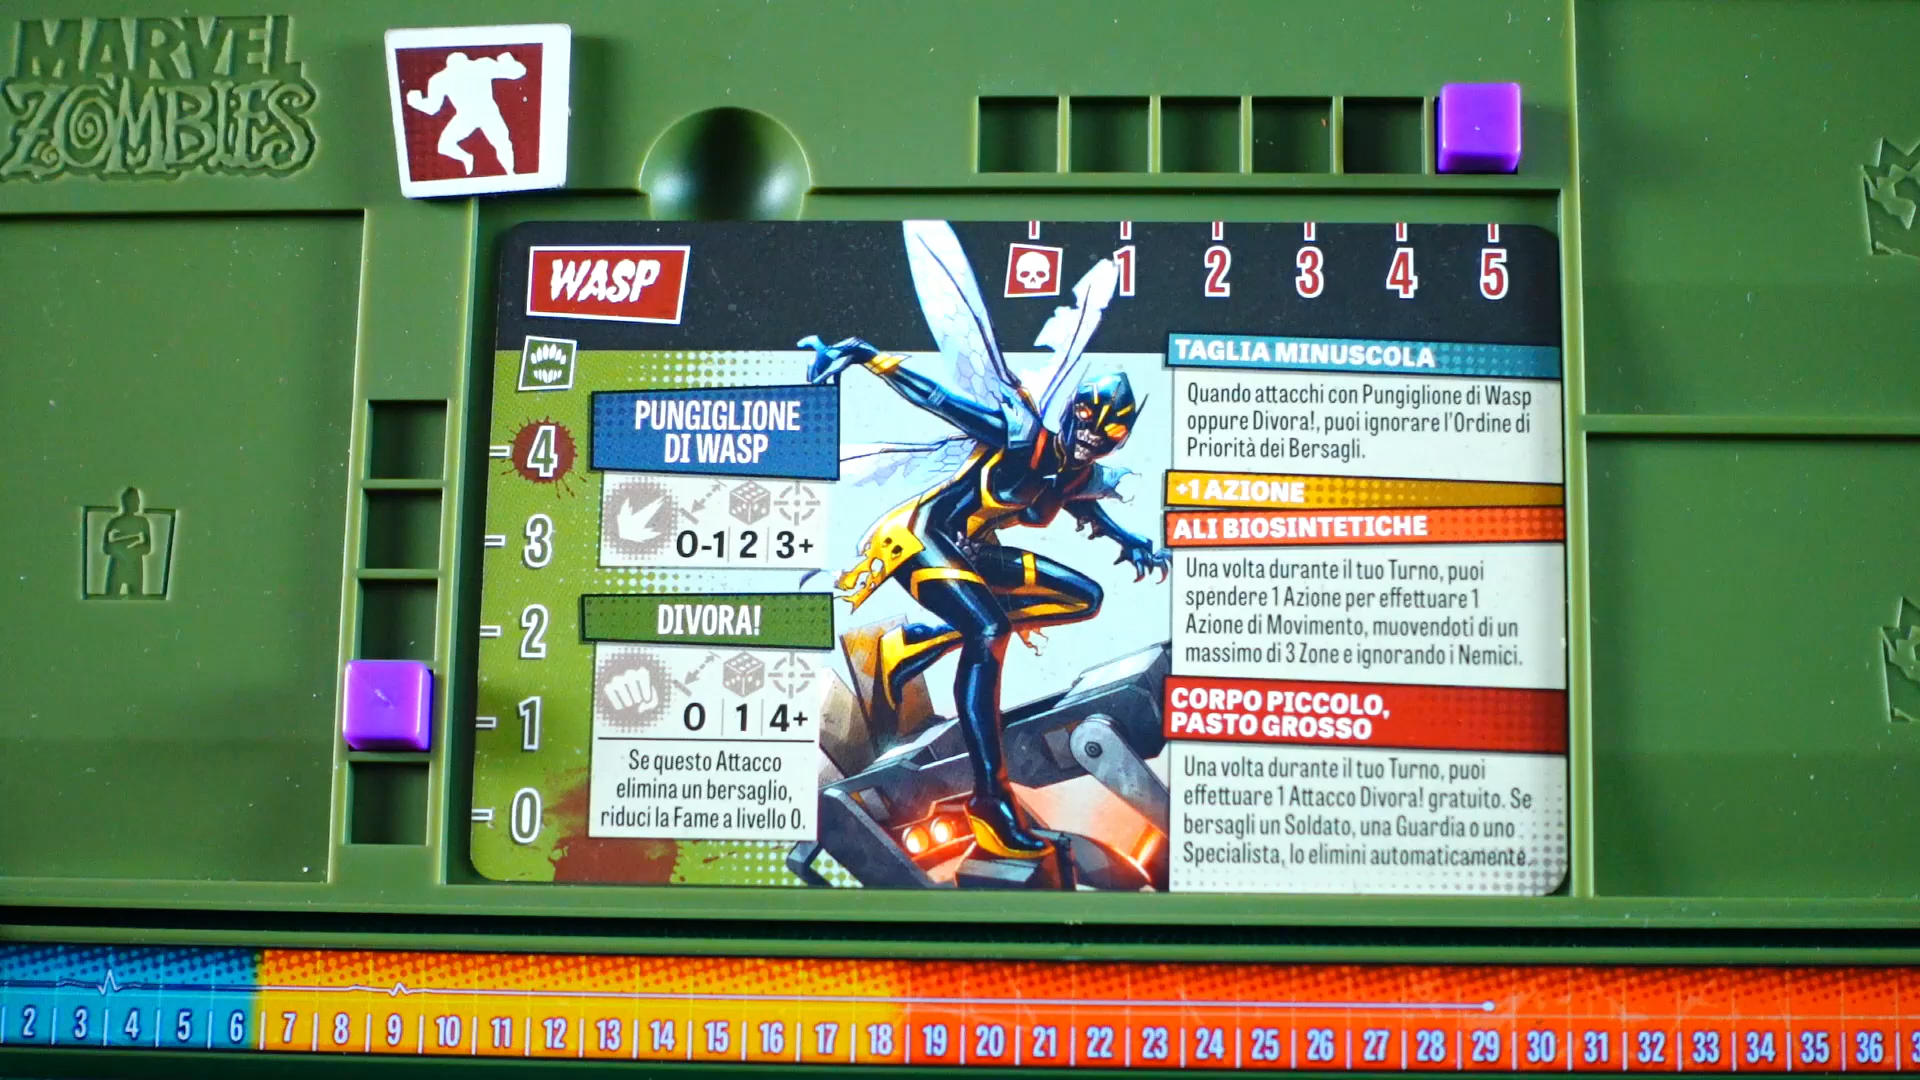 MARVEL
ZOMBIES
WASP
1 2 3 4 5
4
3
2
1
0
PUNGIGLIONE
DI WASP
0-1 2 3+
DIVORA!
0 1 4+
Se questo Attacco
elimina un bersaglio,
riduci la Fame a livello 0.
TAGLIA MINUSCOLA
Quando attacchi con Pungiglione di Wasp
oppure Divora!, puoi ignorare l'Ordine di
Priorità dei Bersagli.
+1 AZIONE
ALI BIOSINTETICHE
Una volta durante il tuo Turno, puoi
spendere 1 Azione per effettuare 1
Azione di Movimento, muovendoti di un
massimo di 3 Zone e ignorando i Nemici.
CORPO PICCOLO,
PASTO GROSSO
Una volta durante il tuo Turno, puoi
effettuare 1 Attacco Divora! gratuito. Se
bersagli un Soldato, una Guardia o uno
Specialista, lo elimini automaticamente.
2 3 4 5 6 7 8 9 10 11 12 13 14 15 16 17 18 19 20 21 22 23 24 25 26 27 28 29 30 31 32 33 34 35 36